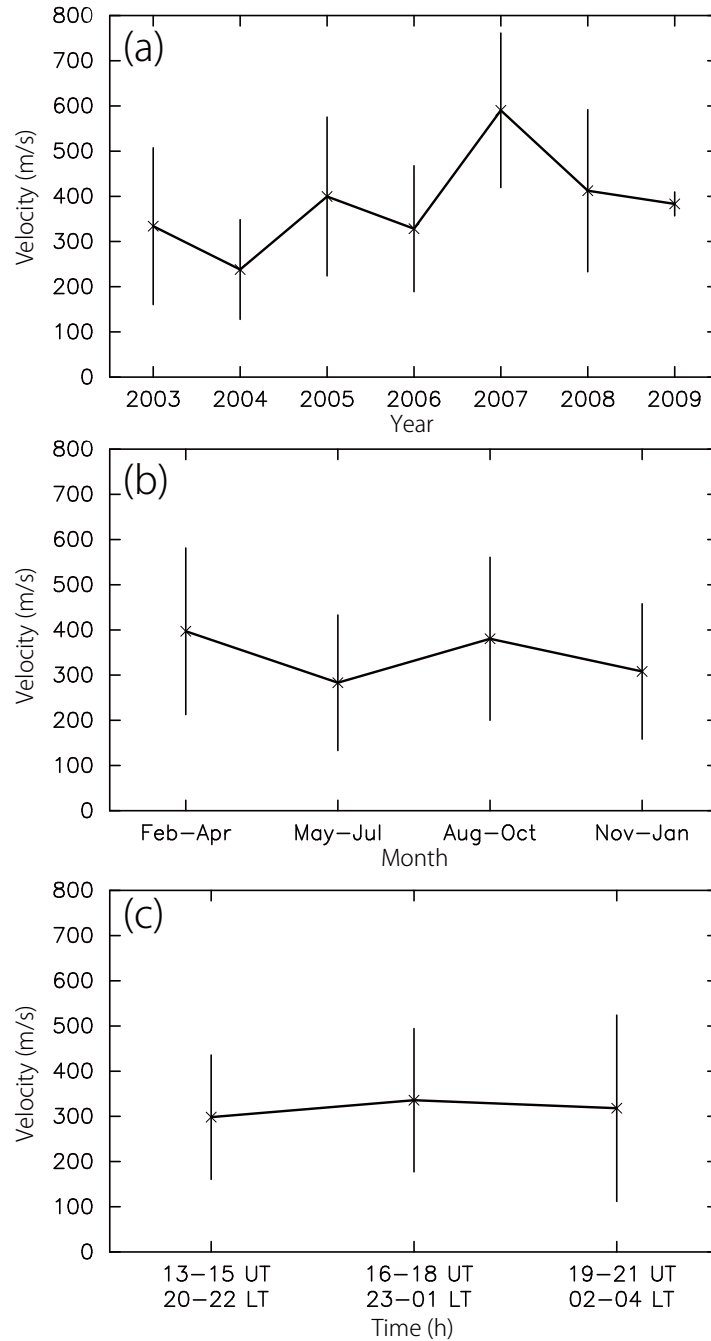 (a)
800
700
600
500
400
300
200
100
0
Velocity (m/s)
2003 2004 2005 2006 2007 2008 2009
Year
(b)
800
700
600
500
400
300
200
100
0
Velocity (m/s)
Feb–Apr May–Jul Aug–Oct Nov–Jan
Month
(c)
800
700
600
500
400
300
200
100
0
Velocity (m/s)
13–15 UT 16–18 UT 19–21 UT
20–22 LT 23–01 LT 02–04 LT
Time (h)